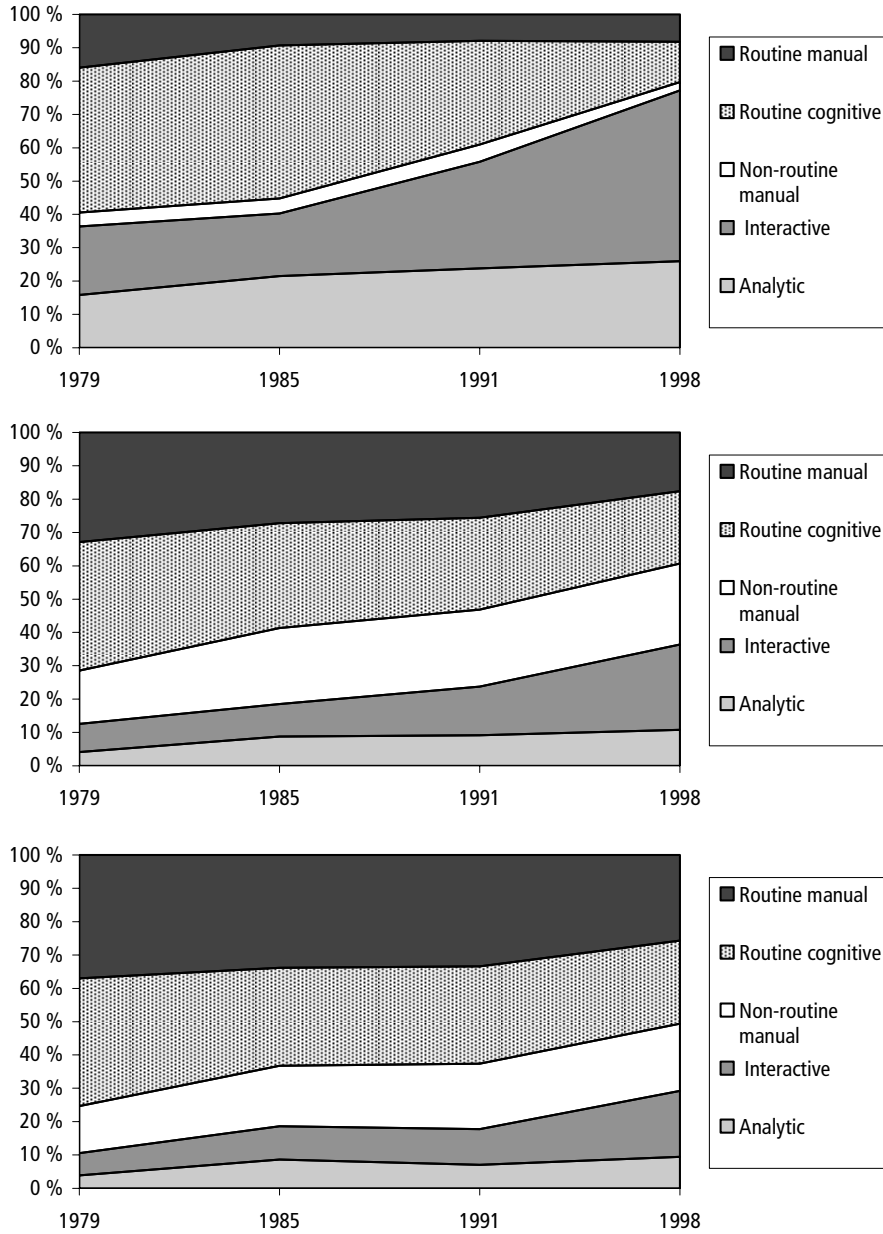 100 %
90 %
80 %
70 %
60 %
50 %
40 %
30 %
20 %
10 %
0 %
1979 1985 1991 1998
Routine manual
Routine cognitive
Non-routine
manual
Interactive
Analytic
100 %
90 %
80 %
70 %
60 %
50 %
40 %
30 %
20 %
10 %
0 %
1979 1985 1991 1998
Routine manual
Routine cognitive
Non-routine
manual
Interactive
Analytic
100 %
90 %
80 %
70 %
60 %
50 %
40 %
30 %
20 %
10 %
0 %
1979 1985 1991 1998
Routine manual
Routine cognitive
Non-routine
manual
Interactive
Analytic